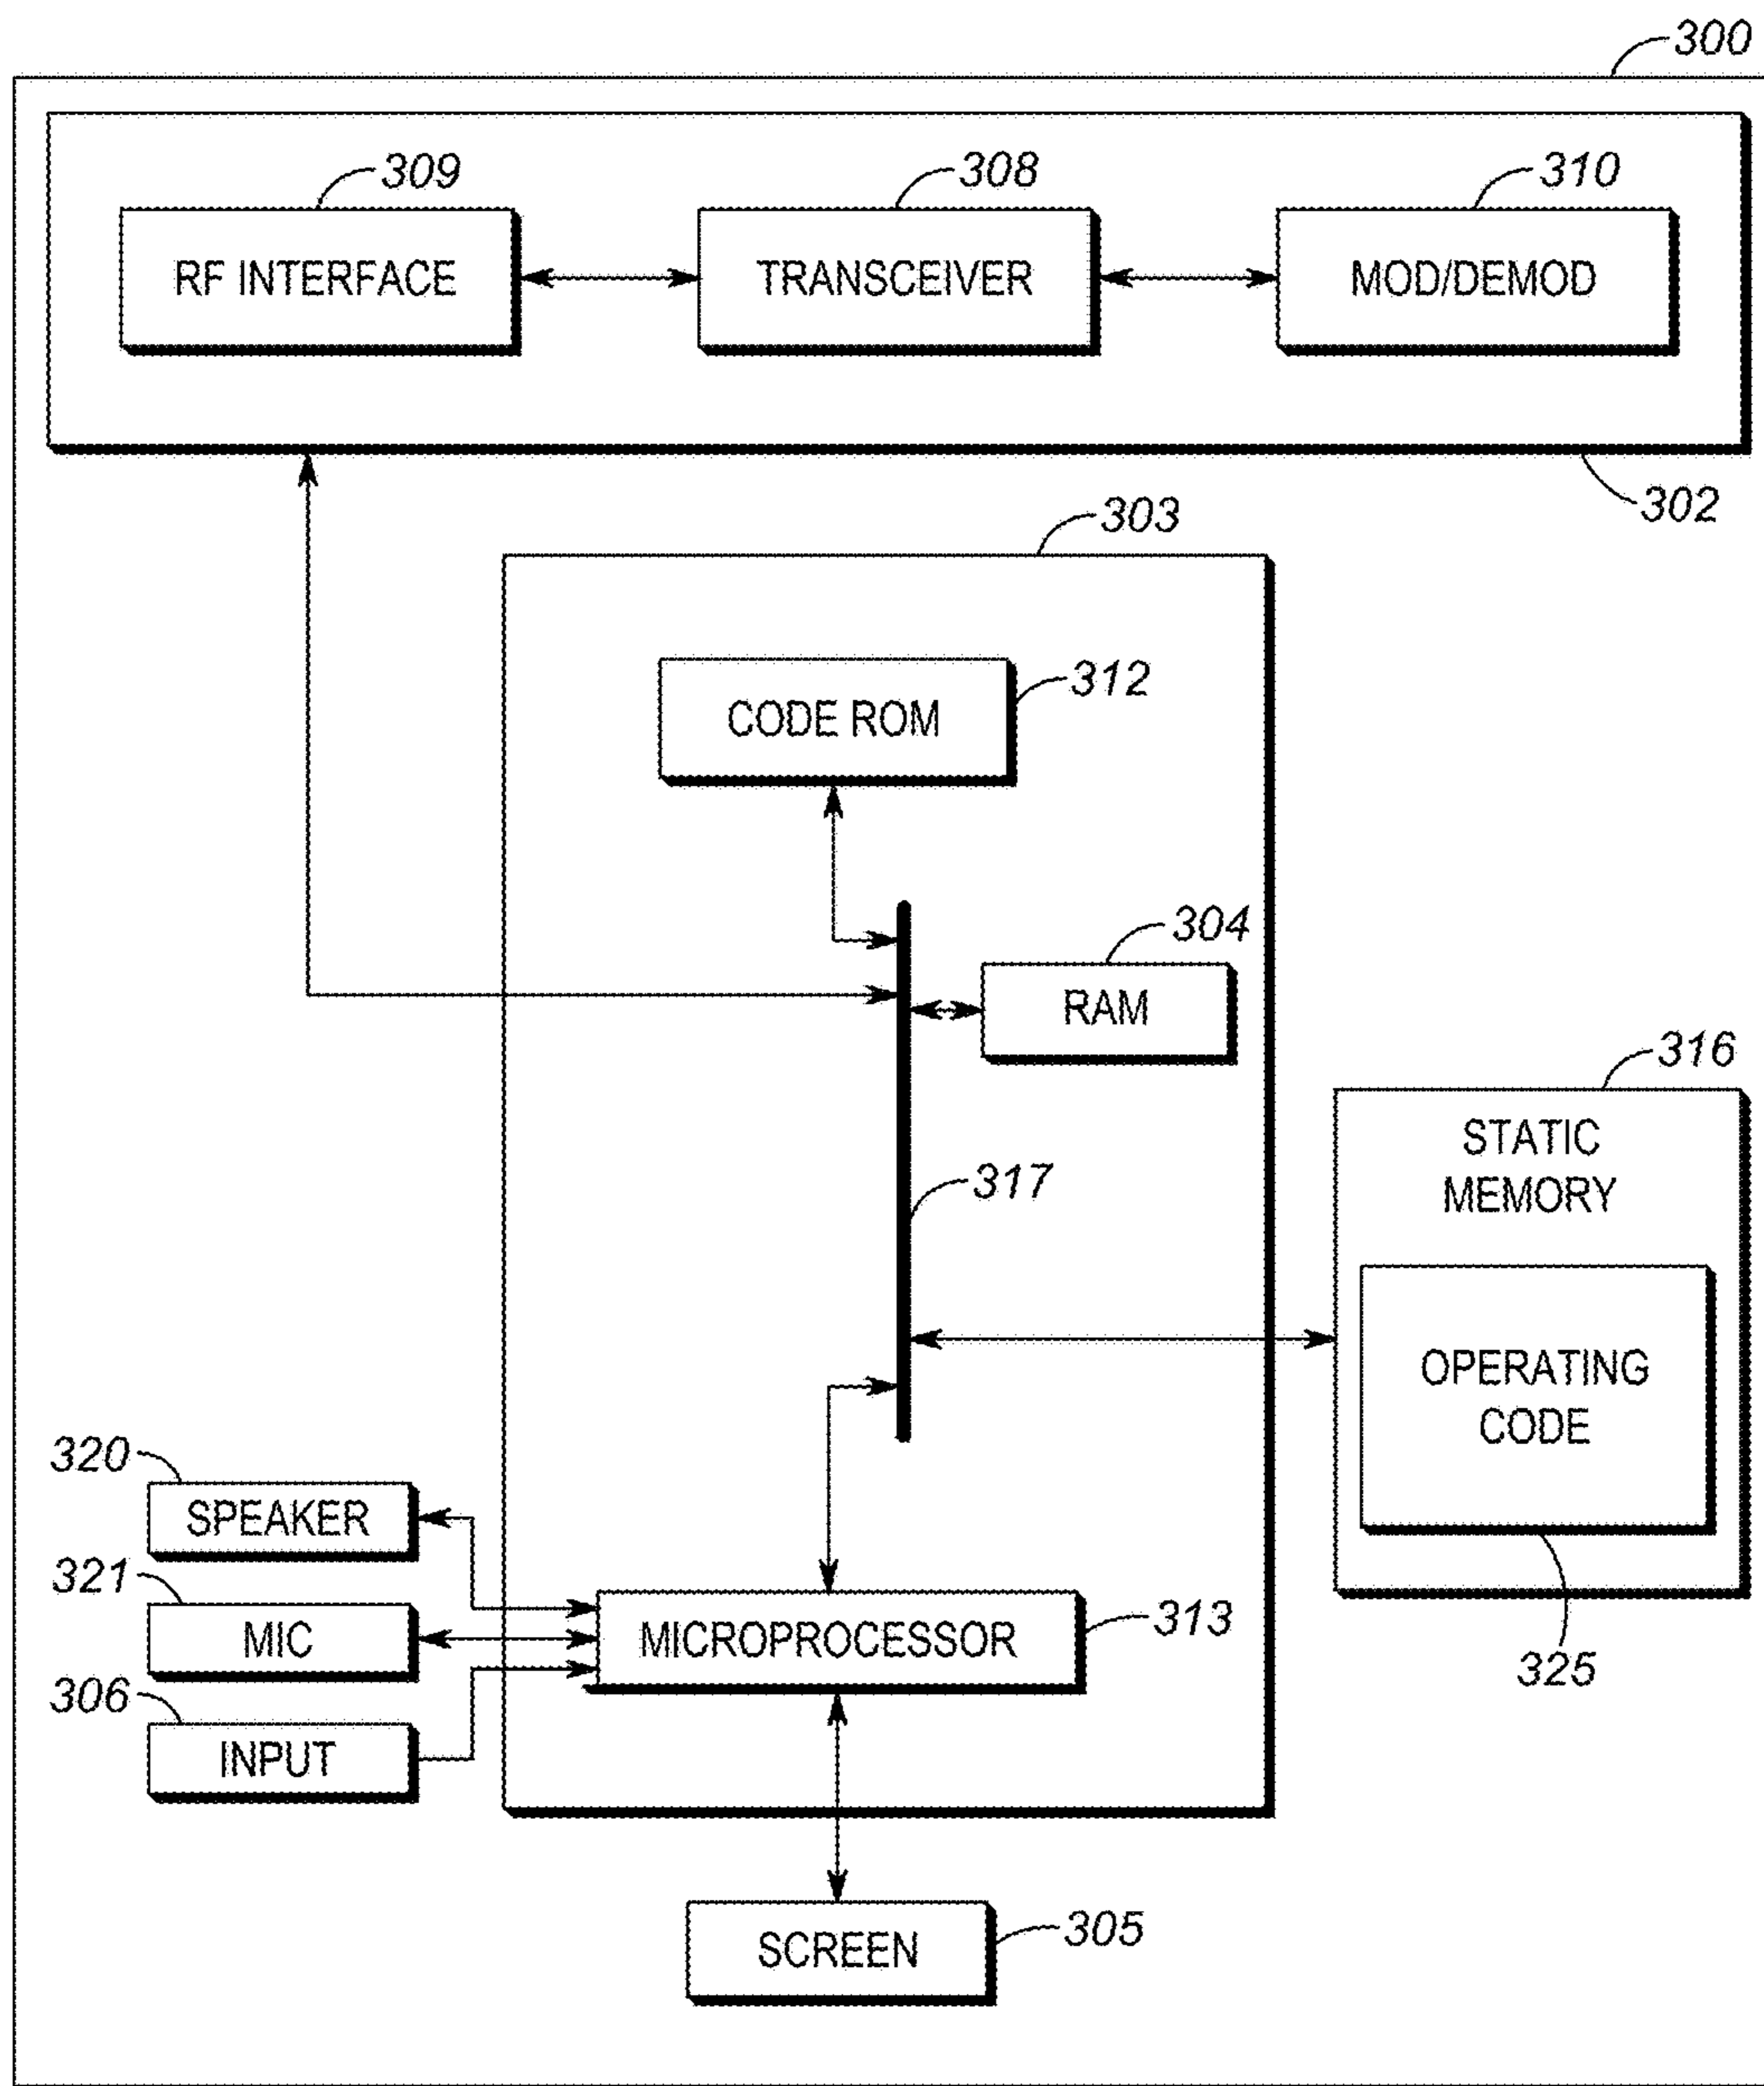 300
309
308
310
RF INTERFACE
TRANSCEIVER
MOD/DEMOD
302
303
312
CODE ROM
304
RAM
316
STATIC
MEMORY
317
OPERATING
CODE
320
SPEAKER
321
MIC
MICROPROCESSOR
313
325
306
INPUT
305
SCREEN